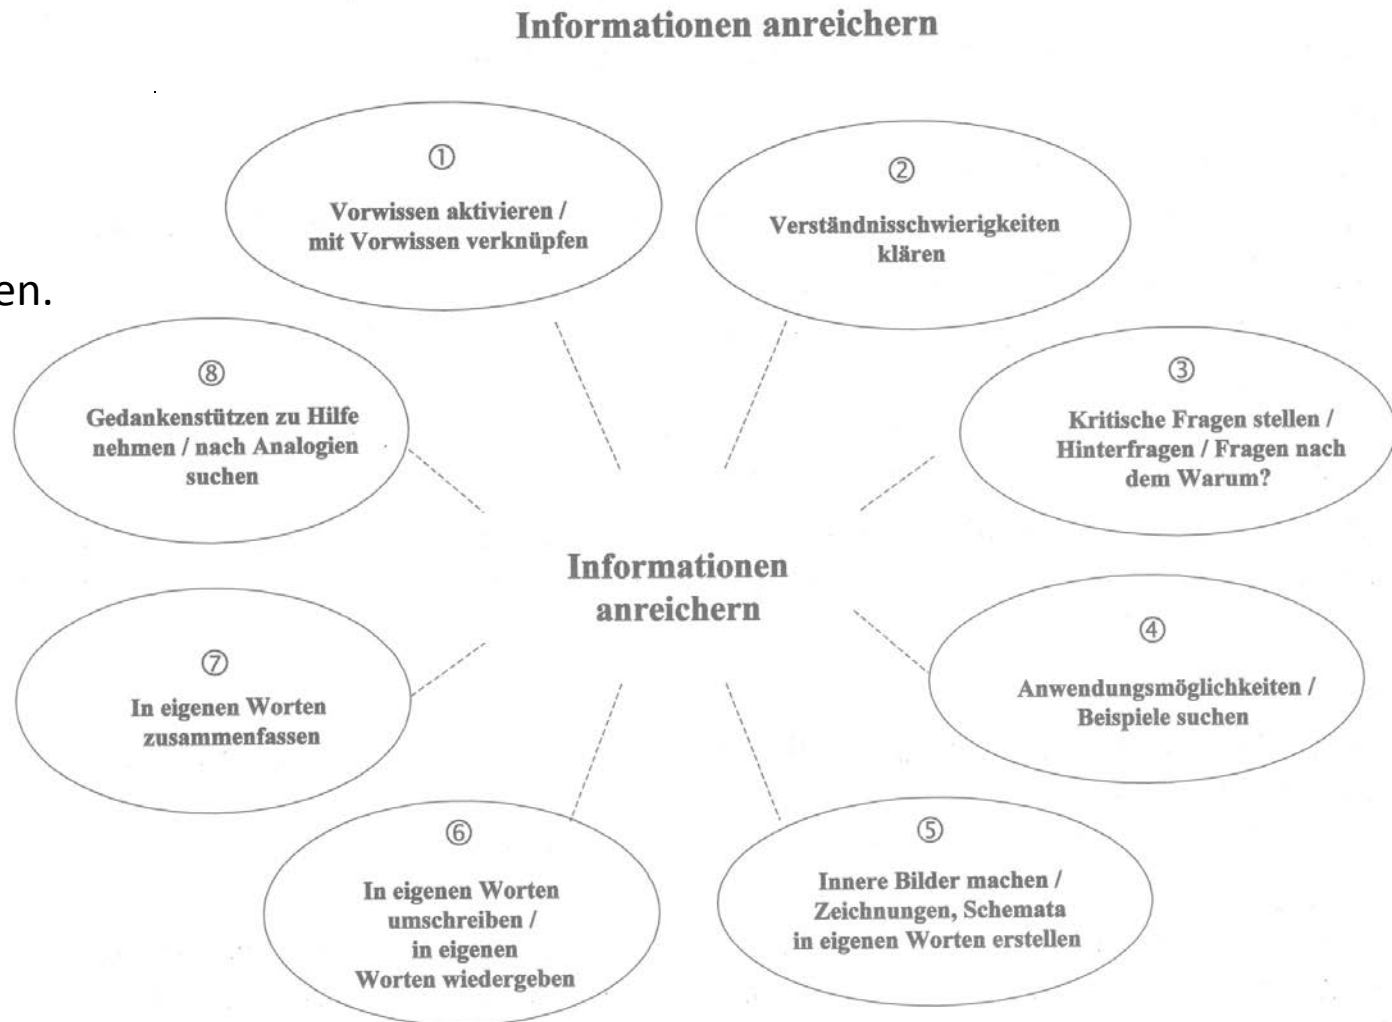 Informationen anreichern
①
Vorwissen aktivieren /
mit Vorwissen verknüpfen
②
Verständnisschwierigkeiten
klären
en.
⑧
Gedankenstützen zu Hilfe
nehmen / nach Analogien
suchen
③
Kritische Fragen stellen /
Hinterfragen / Fragen nach
dem Warum?
Informationen
anreichern
⑦
In eigenen Worten
zusammenfassen
④
Anwendungsmöglichkeiten /
Beispiele suchen
⑥
In eigenen Worten
umschreiben /
in eigenen
Worten wiedergeben
⑤
Innere Bilder machen /
Zeichnungen, Schemata
in eigenen Worten erstellen